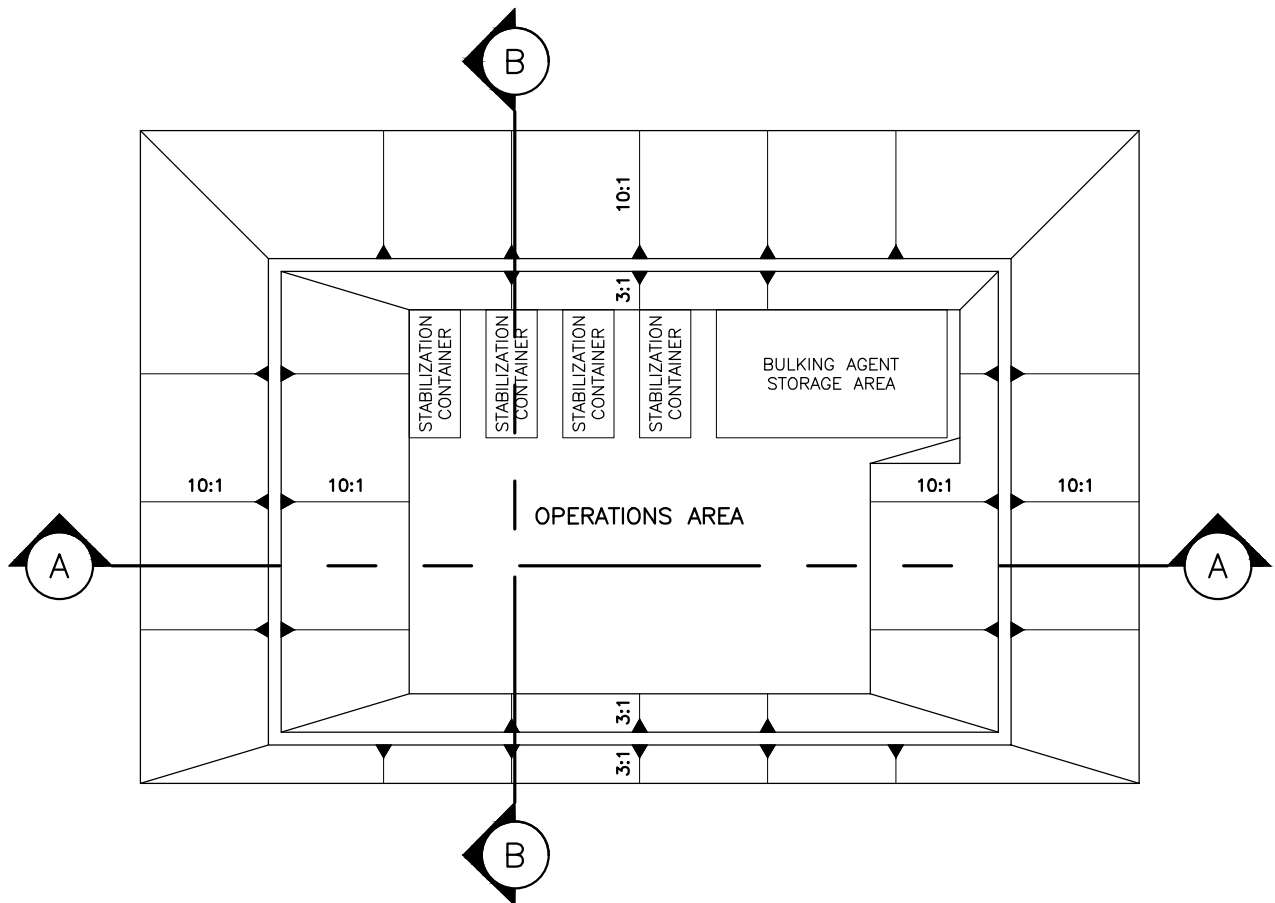 B
10:1
3:1
STABILIZATION
CONTAINER
STABILIZATION
CONTAINER
STABILIZATION
CONTAINER
STABILIZATION
CONTAINER
BULKING AGENT
STORAGE AREA
10:1
10:1
10:1
10:1
OPERATIONS AREA
A
A
3:1
3:1
B